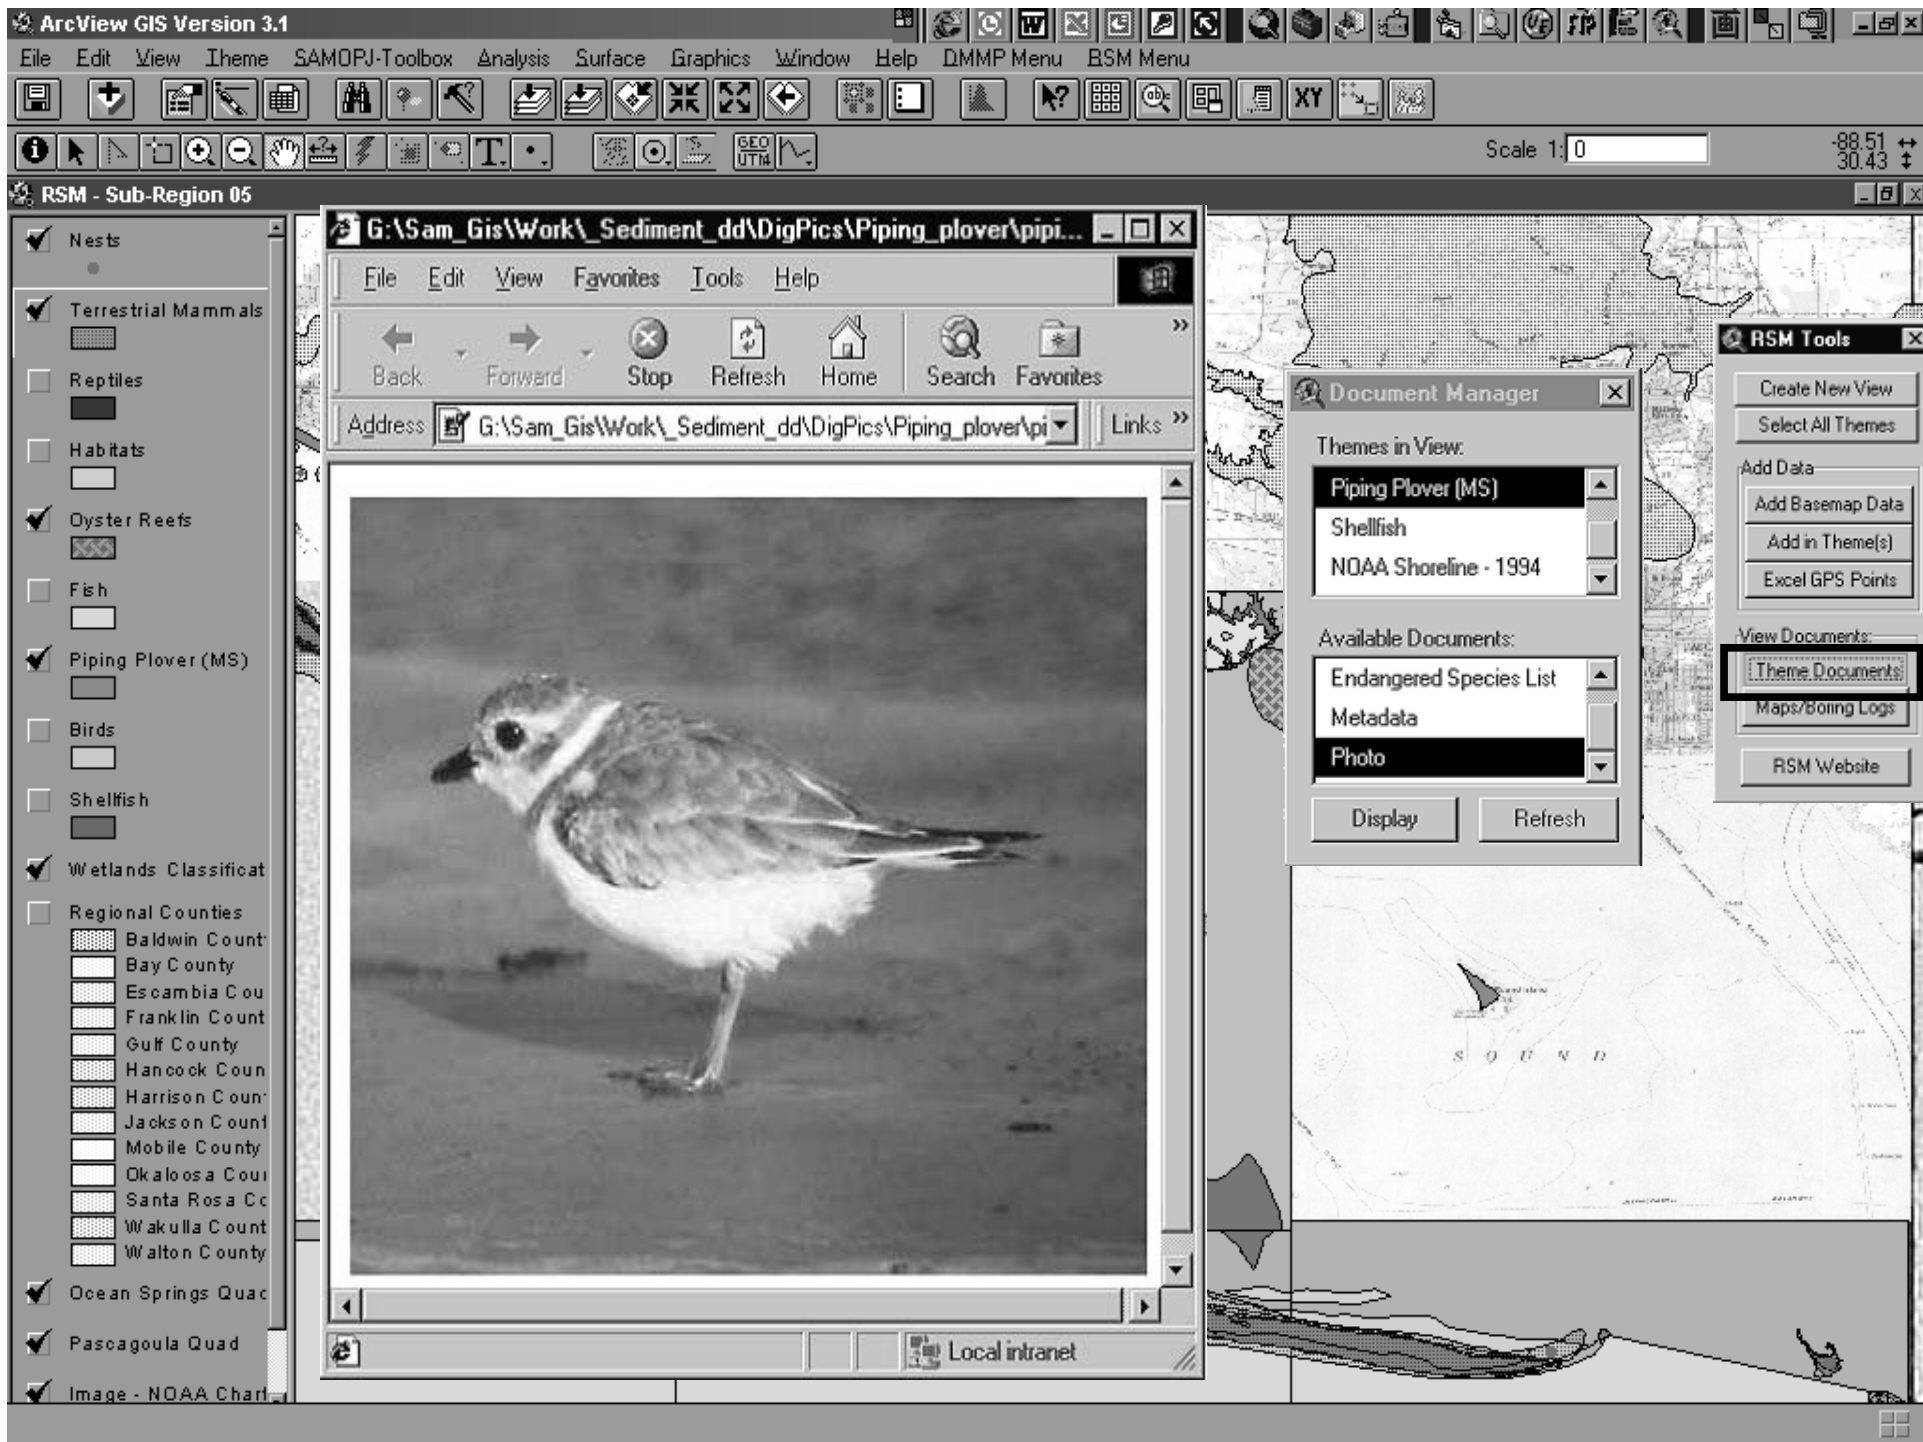 ArcView GIS Version 3.1
File Edit View Theme SAMOPJ-Toolbox Analysis Surface Graphics Window Help DMMP Menu RSM Menu
XY
T
GEO
UTM
Scale 1: 0
-88.51
30.43
RSM - Sub-Region 05
Nests
Terrestrial Mammals
Reptiles
Habitats
Oyster Reefs
Fish
Piping Plover (MS)
Birds
Shellfish
Wetlands Classificat
Regional Counties
Baldwin Count
Bay County
Escambia Cou
Franklin Count
Gulf County
Hancock Coun
Harrison Coun
Jackson Count
Mobile County
Okaloosa Cou
Santa Rosa Cc
Wakulla Count
Walton County
Ocean Springs Quad
Pascagoula Quad
Image - NOAA Chart
G:\Sam_Gis\Work\_Sediment_dd\DigPics\Piping_plover\pipi...
File Edit View Favorites Tools Help
Back Forward Stop Refresh Home Search Favorites
Address G:\Sam_Gis\Work\_Sediment_dd\DigPics\Piping_plover\pi Links
Local intranet
Document Manager
Themes in View:
Piping Plover (MS)
Shellfish
NOAA Shoreline - 1994
Available Documents:
Endangered Species List
Metadata
Photo
Display Refresh
RSM Tools
Create New View
Select All Themes
Add Data
Add Basemap Data
Add in Theme(s)
Excel GPS Points
View Documents:
Theme Documents
Maps/Boring Logs
RSM Website
SOUND